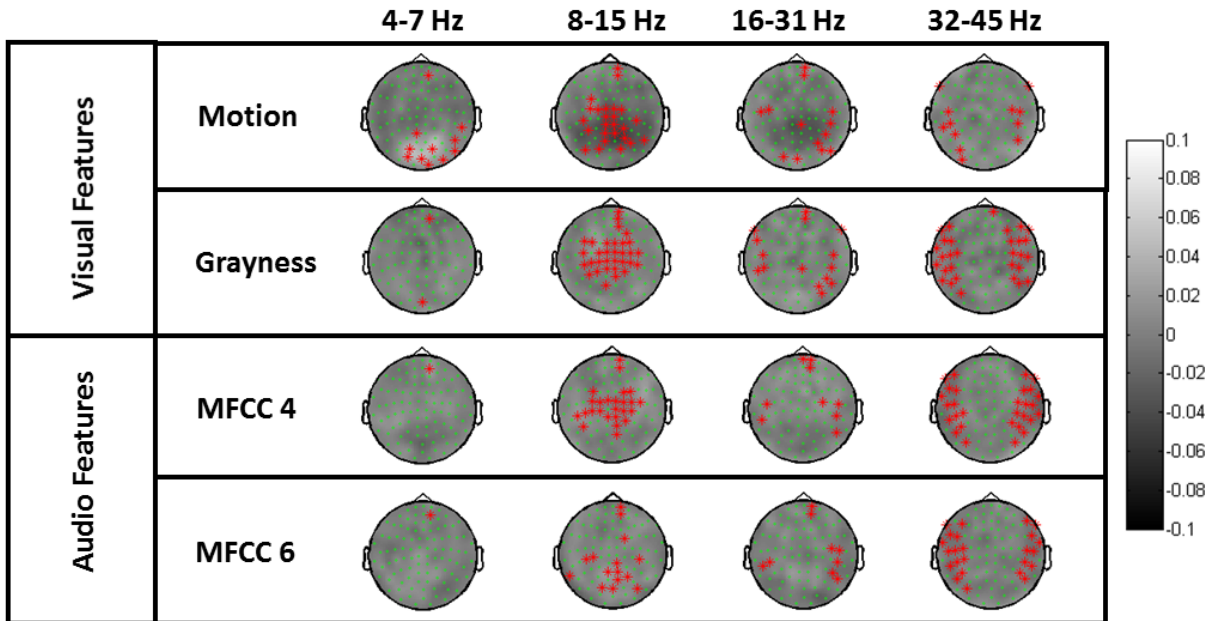 4-7 Hz 8-15 Hz 16-31 Hz 32-45 Hz
Visual Features
Motion
Grayness
Audio Features
MFCC 4
MFCC 6
0.1
0.08
0.06
0.04
0.02
0
-0.02
-0.04
-0.06
-0.08
-0.1